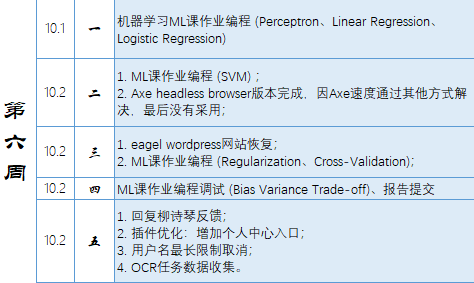 第六周
10.1 一 机器学习ML课作业编程 (Perceptron、Linear Regression、
Logistic Regression)
10.2 二 1. ML课作业编程 (SVM) ；
2. Axe headless browser版本完成，因Axe速度通过其他方式解
决，最后没有采用；
10.2 三 1. eagel wordpress网站恢复；
2. ML课作业编程 (Regularization、Cross-Validation)；
10.2 四 ML课作业编程调试 (Bias Variance Trade-off)、报告提交
10.2 五 1. 回复柳诗琴反馈；
2. 插件优化：增加个人中心入口；
3. 用户名最长限制取消；
4. OCR任务数据收集。